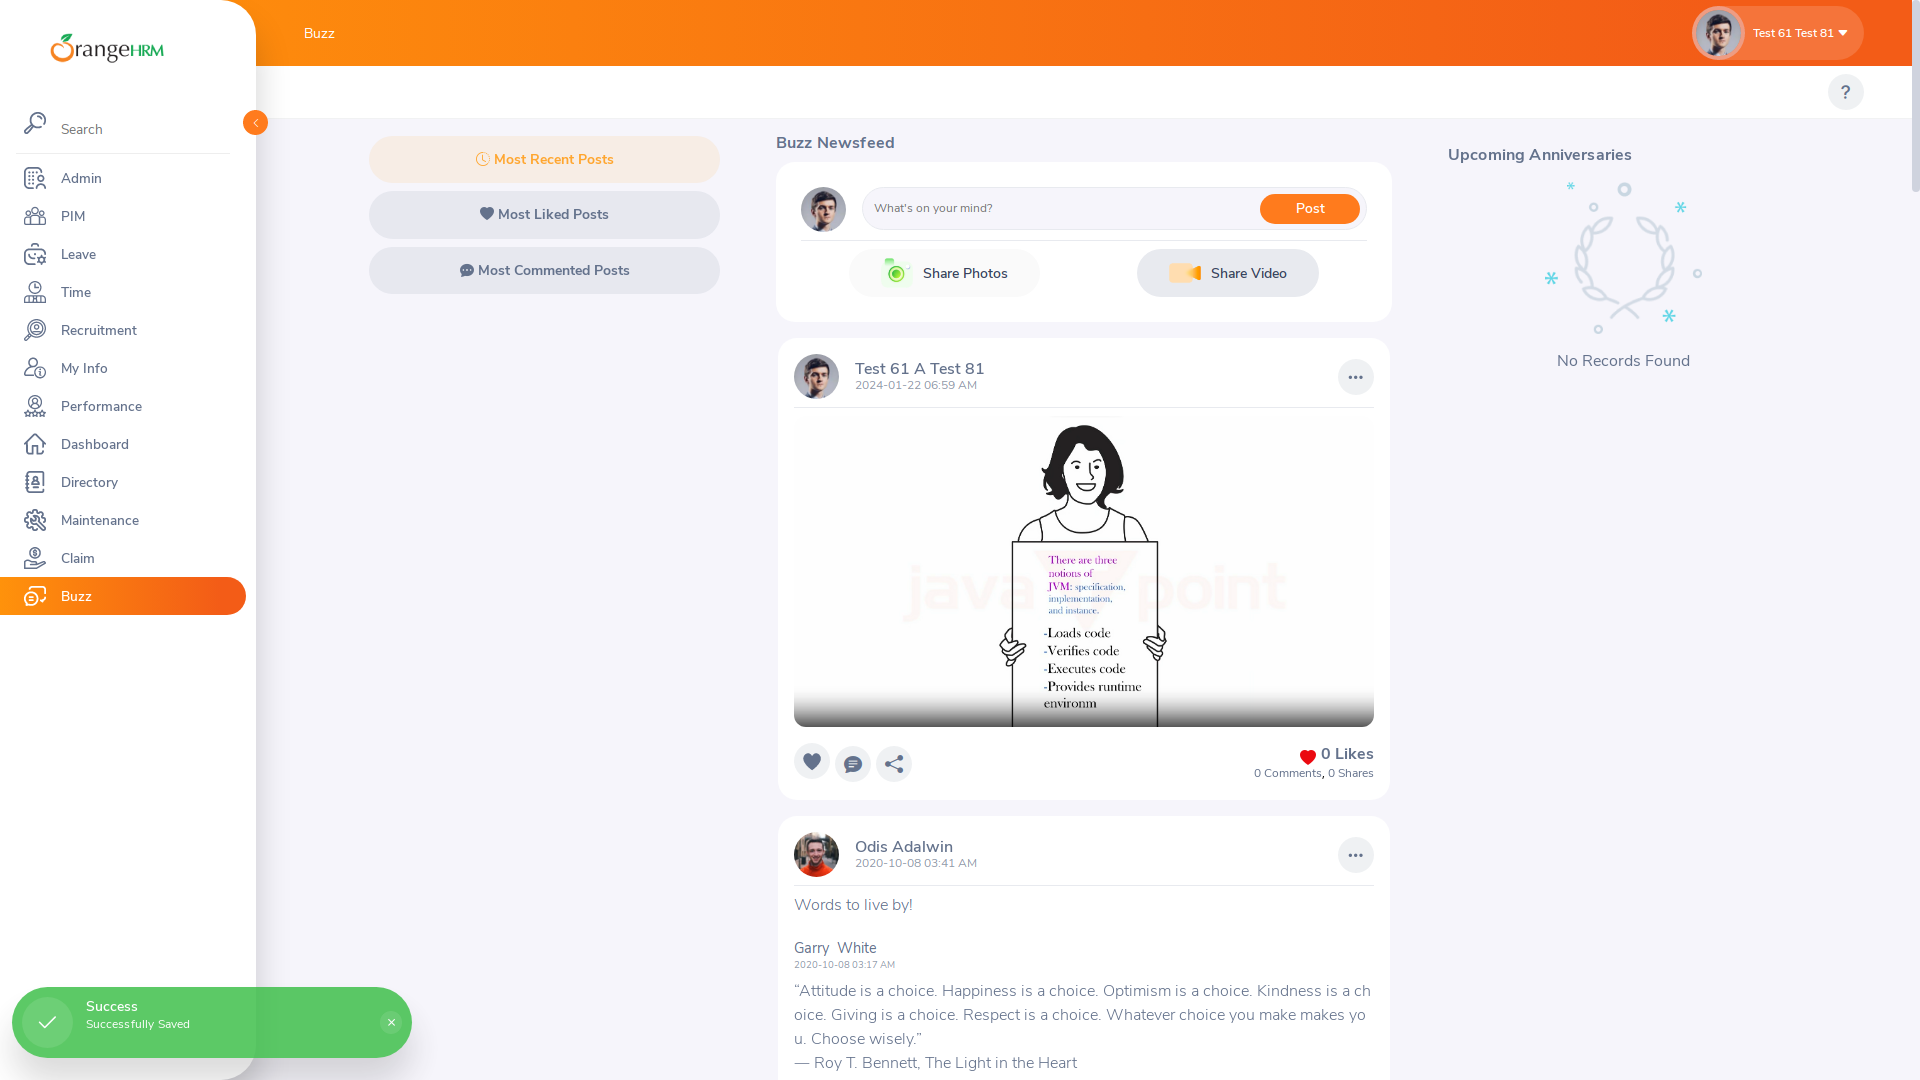 OrangeHRM
Search
Admin
PIM
Leave
Time
Recruitment
My Info
Performance
Dashboard
Directory
Maintenance
Claim
Buzz
Buzz
Test 61 Test 81
?
Most Recent Posts
Most Liked Posts
Most Commented Posts
Buzz Newsfeed
What's on your mind?
Post
Share Photos
Share Video
Test 61 A Test 81
2024-01-22 06:59 AM
There are three
notions of
JVM: specification,
implementation,
and instance.
java point
-Loads code
-Verifies code
-Executes code
-Provides runtime
environm
0 Likes
0 Comments, 0 Shares
Odis Adalwin
2020-10-08 03:41 AM
Words to live by!
Garry White
2020-10-08 03:17 AM
“Attitude is a choice. Happiness is a choice. Optimism is a choice. Kindness is a ch
oice. Giving is a choice. Respect is a choice. Whatever choice you make makes yo
u. Choose wisely.”
― Roy T. Bennett, The Light in the Heart
Upcoming Anniversaries
No Records Found
Success
Successfully Saved
×